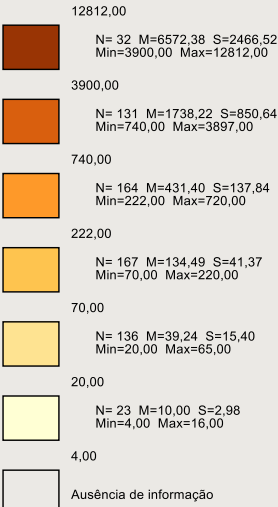 12812,00
N= 32 M=6572,38 S=2466,52
Min=3900,00 Max=12812,00
3900,00
N= 131 M=1738,22 S=850,64
Min=740,00 Max=3897,00
740,00
N= 164 M=431,40 S=137,84
Min=222,00 Max=720,00
222,00
N= 167 M=134,49 S=41,37
Min=70,00 Max=220,00
70,00
N= 136 M=39,24 S=15,40
Min=20,00 Max=65,00
20,00
N= 23 M=10,00 S=2,98
Min=4,00 Max=16,00
4,00
Ausência de informação